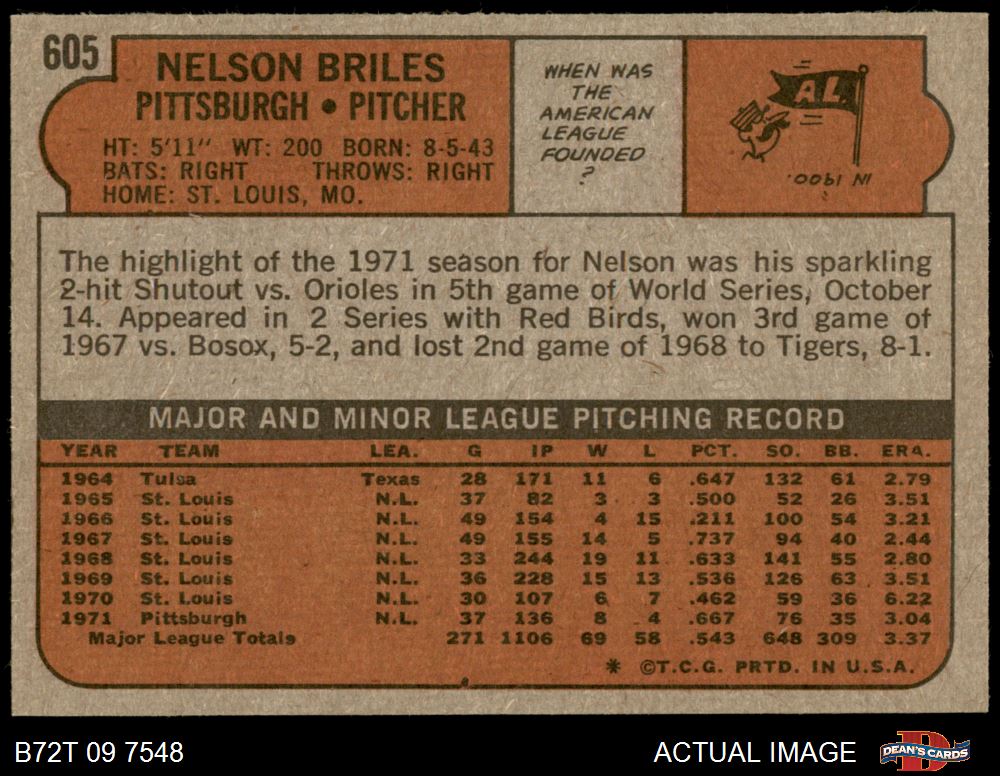 605
NELSON BRILES
PITTSBURGH • PITCHER
HT: 5'11" WT: 200 BORN: 8-5-43
BATS: RIGHT THROWS: RIGHT
HOME: ST. LOUIS, MO.
WHEN WAS
THE
AMERICAN
LEAGUE
FOUNDED
?
AL
IN 1900.
The highlight of the 1971 season for Nelson was his sparkling
2-hit Shutout vs. Orioles in 5th game of World Series, October
14. Appeared in 2 Series with Red Birds, won 3rd game of
1967 vs. Bosox, 5-2, and lost 2nd game of 1968 to Tigers, 8-1.
MAJOR AND MINOR LEAGUE PITCHING RECORD
YEAR TEAM LEA. G IP W L PCT. SO. BB. ERA.
1964 Tulsa Texas 28 171 11 6 .647 132 61 2.79
1965 St. Louis N.L. 37 82 3 3 .500 52 26 3.51
1966 St. Louis N.L. 49 154 4 15 .211 100 54 3.21
1967 St. Louis N.L. 49 155 14 5 .737 94 40 2.44
1968 St. Louis N.L. 33 244 19 11 .633 141 55 2.80
1969 St. Louis N.L. 36 228 15 13 .536 126 63 3.51
1970 St. Louis N.L. 30 107 6 7 .462 59 36 6.22
1971 Pittsburgh N.L. 37 136 8 4 .667 76 35 3.04
Major League Totals 271 1106 69 58 .543 648 309 3.37
* ©T.C.G. PRTD. IN U.S.A.
B72T 09 7548
ACTUAL IMAGE
D
DEAN'S CARDS